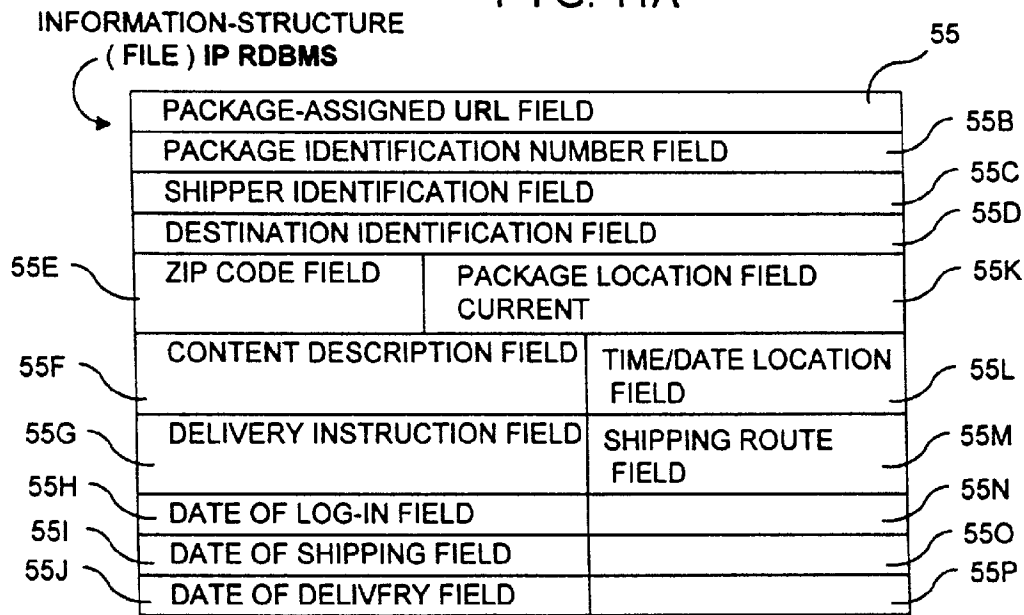 FIG. 11A
INFORMATION-STRUCTURE
( FILE ) IP RDBMS
55
PACKAGE-ASSIGNED URL FIELD
PACKAGE IDENTIFICATION NUMBER FIELD
55B
SHIPPER IDENTIFICATION FIELD
55C
DESTINATION IDENTIFICATION FIELD
55D
55E
ZIP CODE FIELD
PACKAGE LOCATION FIELD
CURRENT
55K
55F
CONTENT DESCRIPTION FIELD
TIME/DATE LOCATION
FIELD
55L
55G
DELIVERY INSTRUCTION FIELD
SHIPPING ROUTE
FIELD
55M
55H
DATE OF LOG-IN FIELD
55N
55I
DATE OF SHIPPING FIELD
55O
55J
DATE OF DELIVFRY FIELD
55P